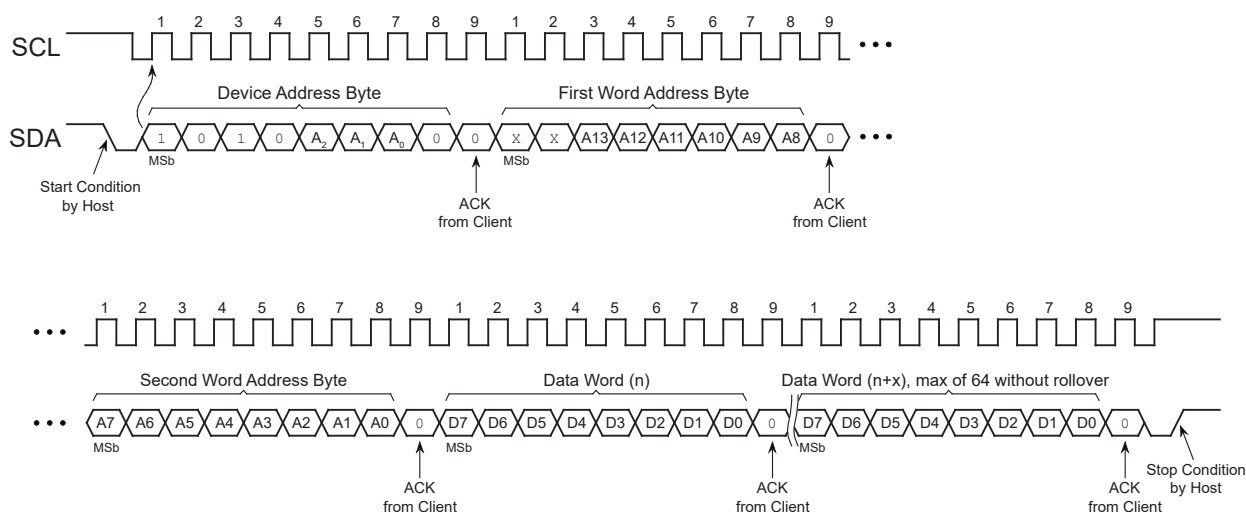 1 2 3 4 5 6 7 8 9 1 2 3 4 5 6 7 8 9
SCL
Device Address Byte First Word Address Byte
SDA 1 0 1 0 A2 A1 A0 0 0 X X A13 A12 A11 A10 A9 A8 0
MSb MSb
Start Condition
by Host
ACK
from Client
ACK
from Client
1 2 3 4 5 6 7 8 9 1 2 3 4 5 6 7 8 9 1 2 3 4 5 6 7 8 9
Second Word Address Byte Data Word (n) Data Word (n+x), max of 64 without rollover
A7 A6 A5 A4 A3 A2 A1 A0 0 D7 D6 D5 D4 D3 D2 D1 D0 0 D7 D6 D5 D4 D3 D2 D1 D0 0
MSb MSb MSb
ACK
from Client
ACK
from Client
ACK
from Client
Stop Condition
by Host